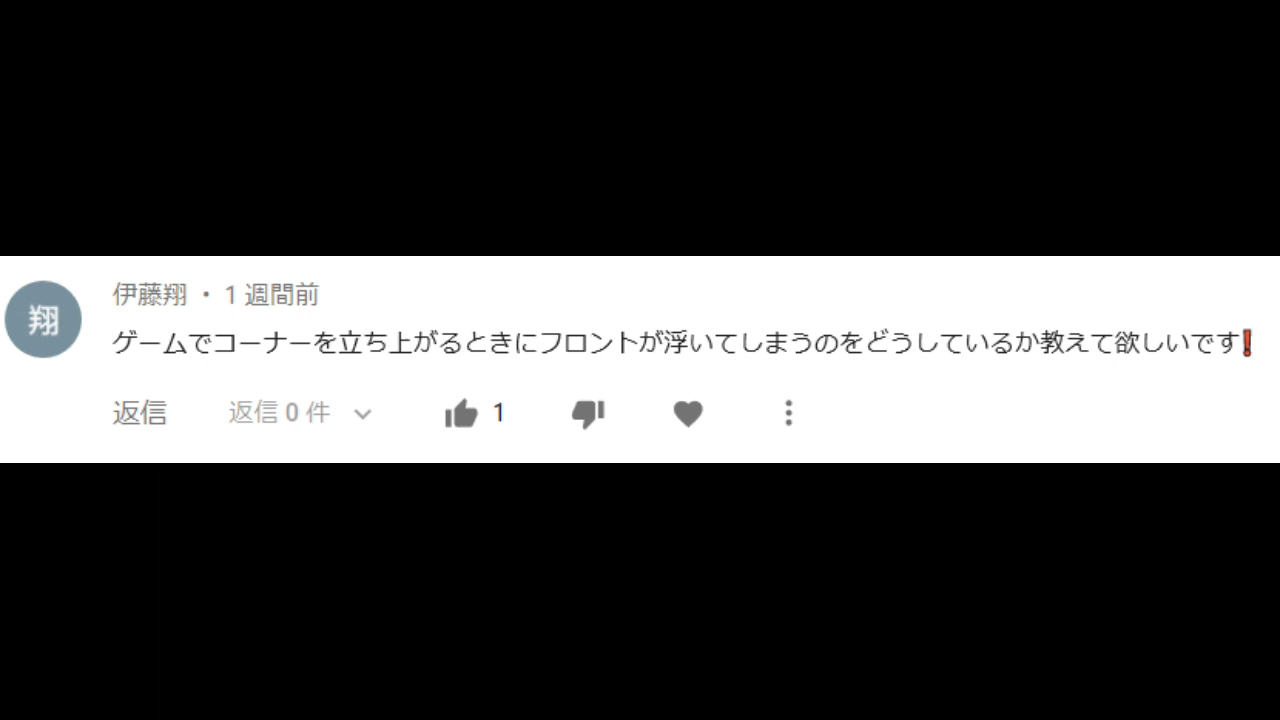 翔
伊藤翔 ・ 1 週間前
ゲームでコーナーを立ち上がるときにフロントが浮いてしまうのをどうしているか教えて欲しいです❗
返信 返信 0 件 1